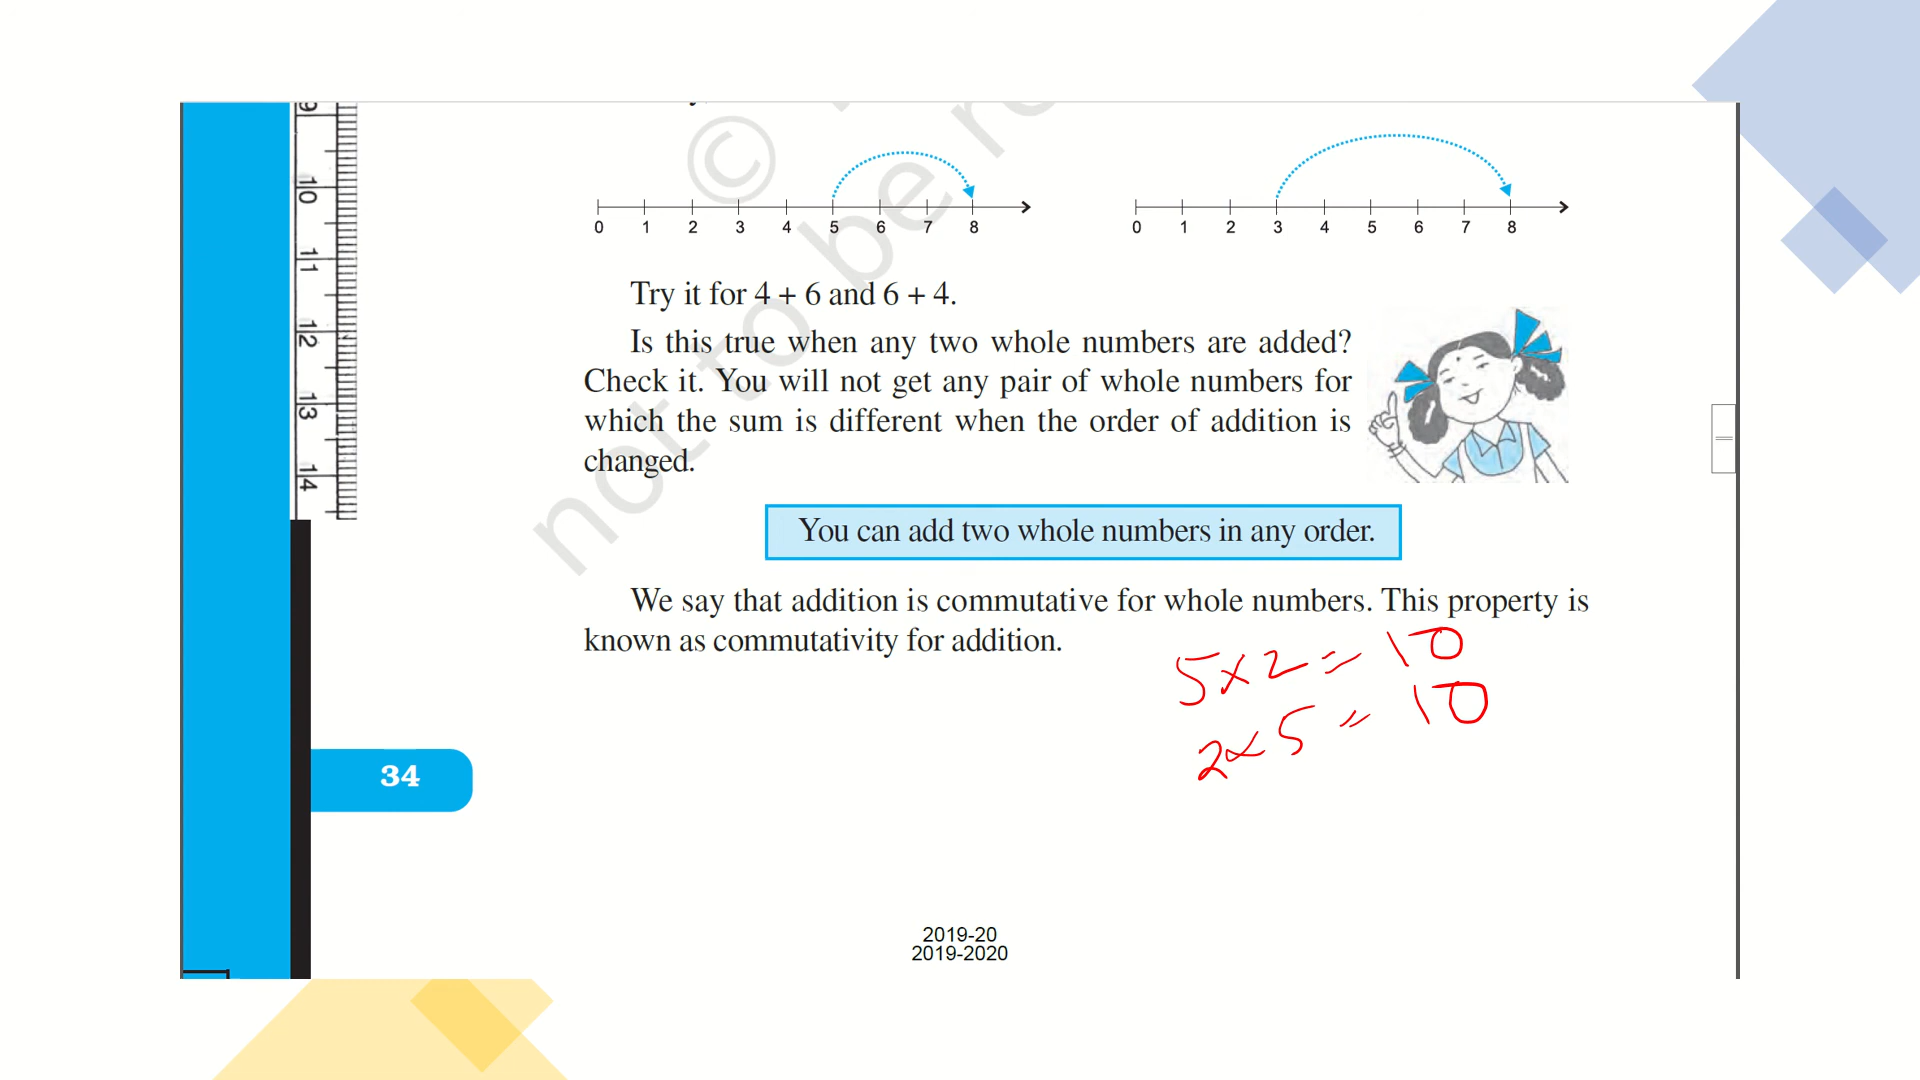 9
10
11
12
13
14
©
not to be re
0 1 2 3 4 5 6 7 8
0 1 2 3 4 5 6 7 8
Try it for 4 + 6 and 6 + 4.
Is this true when any two whole numbers are added?
Check it. You will not get any pair of whole numbers for
which the sum is different when the order of addition is
changed.
You can add two whole numbers in any order.
We say that addition is commutative for whole numbers. This property is
known as commutativity for addition.
5 × 2 = 10
2 × 5 = 10
34
2019-20
2019-2020